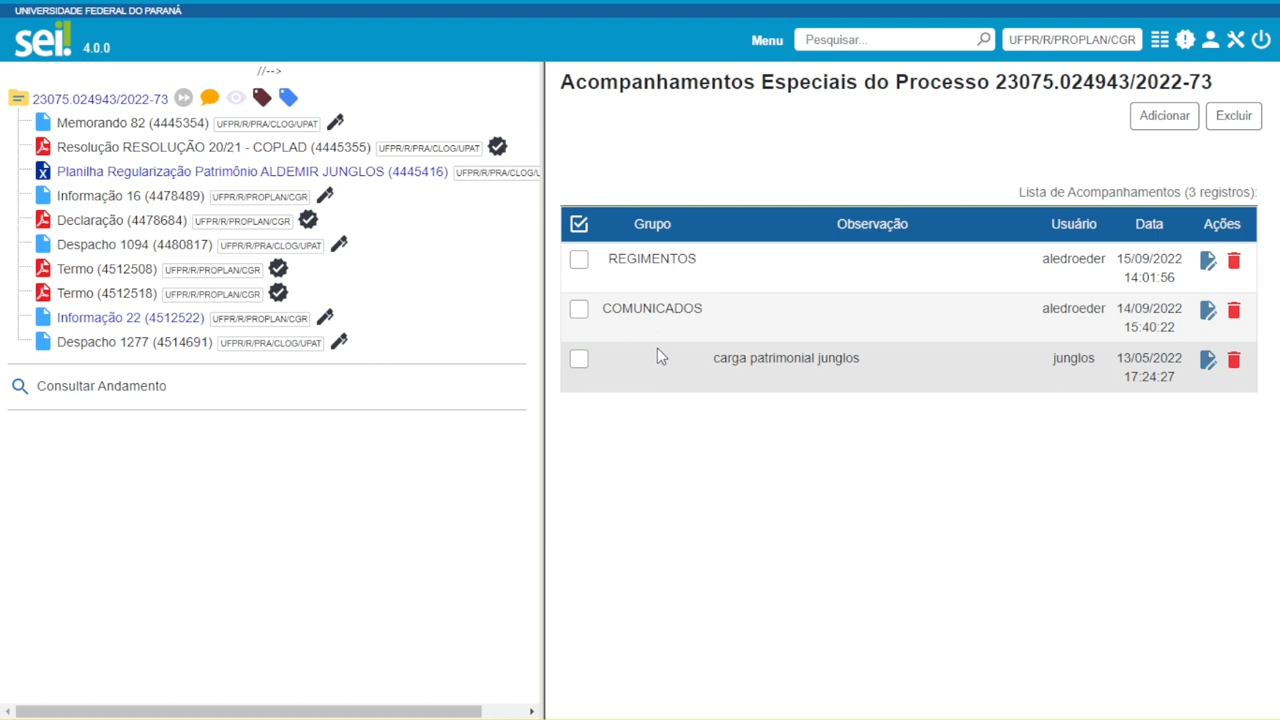 UNIVERSIDADE FEDERAL DO PARANÁ
sei!
4.0.0
Menu
Pesquisar...
UFPR/R/PROPLAN/CGR
//-->
23075.024943/2022-73
Memorando 82 (4445354) UFPR/R/PRA/CLOG/UPAT
Resolução RESOLUÇÃO 20/21 - COPLAD (4445355) UFPR/R/PRA/CLOG/UPAT
Planilha Regularização Patrimônio ALDEMIR JUNGLOS (4445416) UFPR/R/PRA/CLOG/U
Informação 16 (4478489) UFPR/R/PROPLAN/CGR
Declaração (4478684) UFPR/R/PROPLAN/CGR
Despacho 1094 (4480817) UFPR/R/PRA/CLOG/UPAT
Termo (4512508) UFPR/R/PROPLAN/CGR
Termo (4512518) UFPR/R/PROPLAN/CGR
Informação 22 (4512522) UFPR/R/PROPLAN/CGR
Despacho 1277 (4514691) UFPR/R/PRA/CLOG/UPAT
Consultar Andamento
Acompanhamentos Especiais do Processo 23075.024943/2022-73
Adicionar Excluir
Lista de Acompanhamentos (3 registros):
Grupo Observação Usuário Data Ações
REGIMENTOS aledroeder 15/09/2022
14:01:56
COMUNICADOS aledroeder 14/09/2022
15:40:22
carga patrimonial junglos junglos 13/05/2022
17:24:27